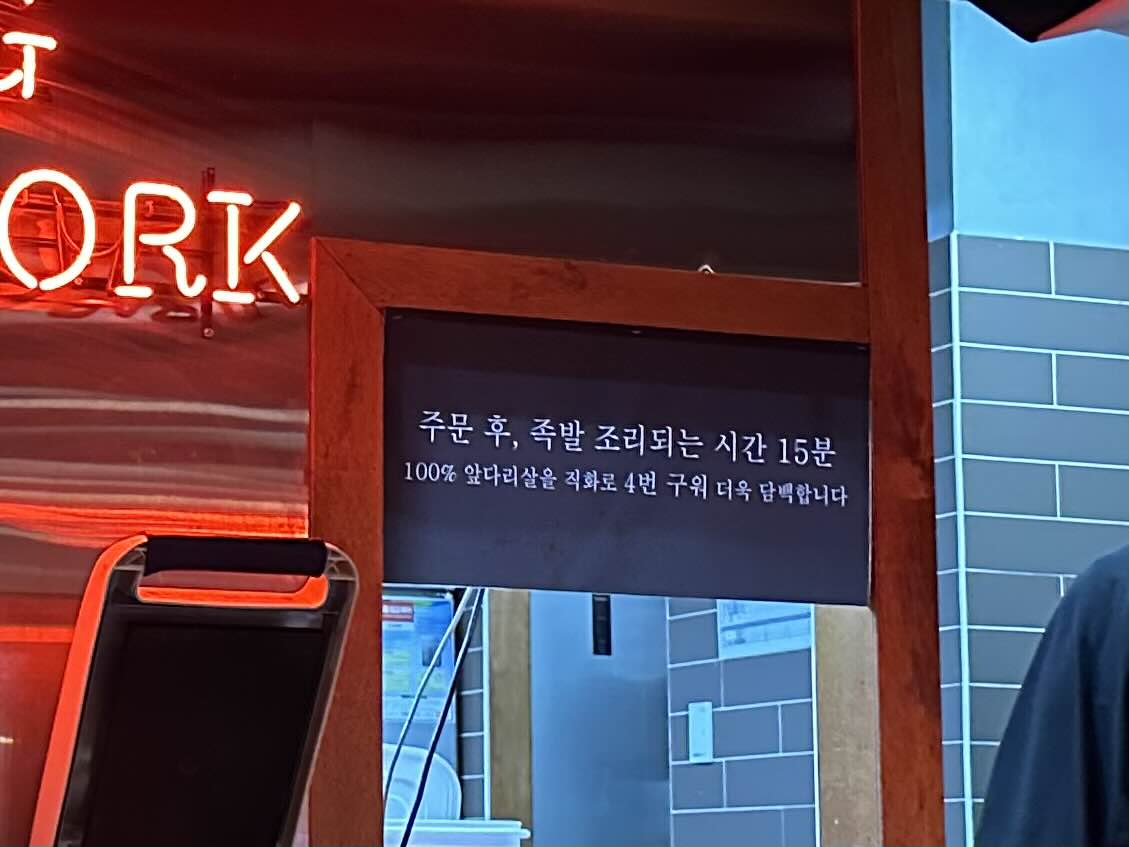 ORK
주문 후, 족발 조리되는 시간 15분
100% 앞다리살을 직화로 4번 구워 더욱 담백합니다